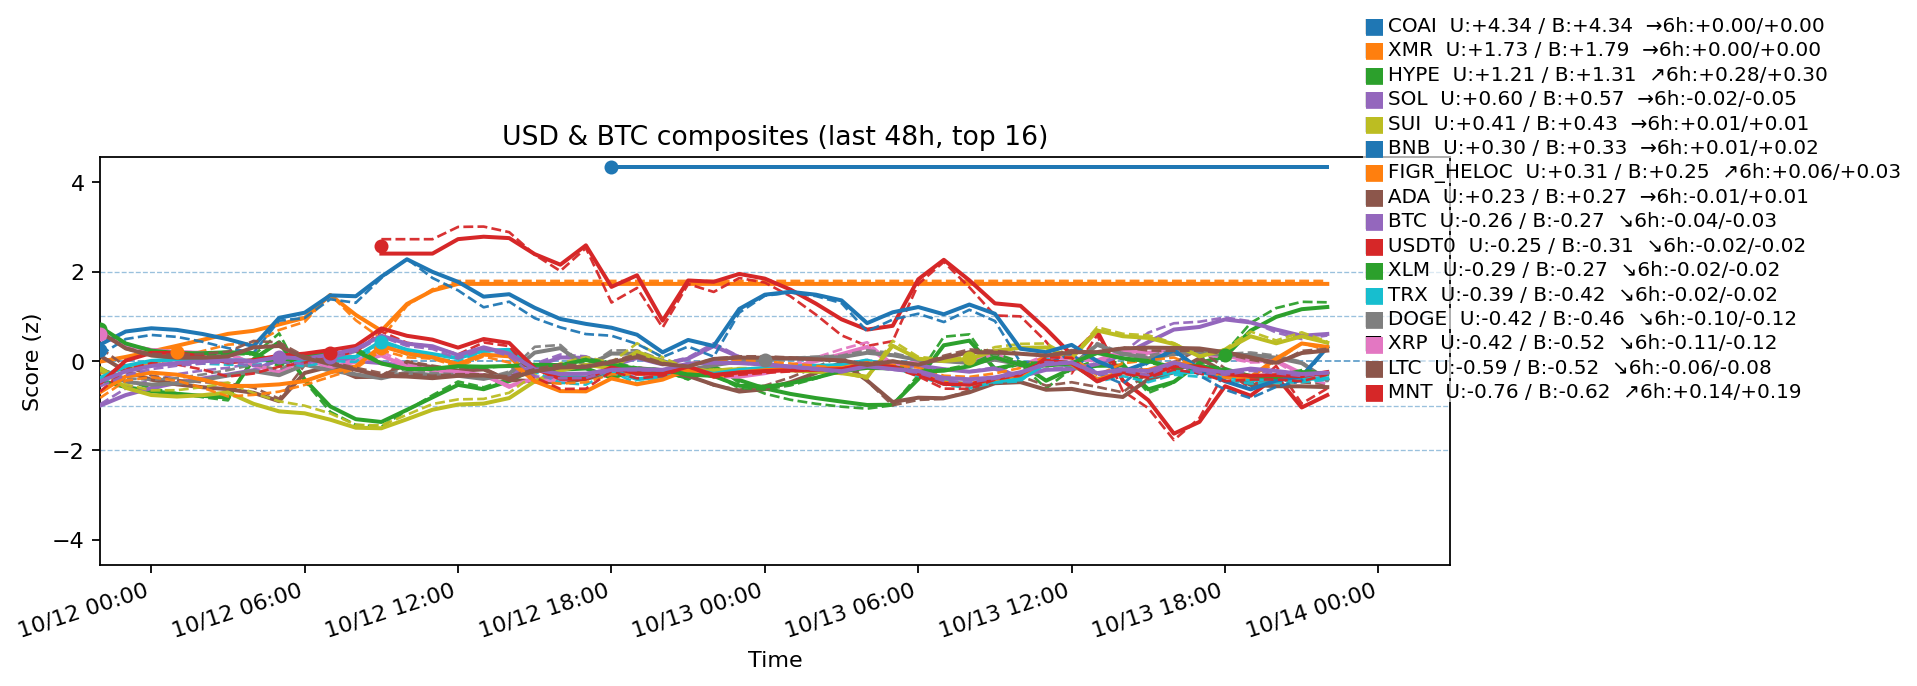 COAI  U:+4.34 / B:+4.34  →6h:+0.00/+0.00
XMR  U:+1.73 / B:+1.79  →6h:+0.00/+0.00
HYPE  U:+1.21 / B:+1.31  ↗6h:+0.28/+0.30
SOL  U:+0.60 / B:+0.57  →6h:-0.02/-0.05
SUI  U:+0.41 / B:+0.43  →6h:+0.01/+0.01
BNB  U:+0.30 / B:+0.33  →6h:+0.01/+0.02
FIGR_HELOC  U:+0.31 / B:+0.25  ↗6h:+0.06/+0.03
ADA  U:+0.23 / B:+0.27  →6h:-0.01/+0.01
BTC  U:-0.26 / B:-0.27  ↘6h:-0.04/-0.03
USDT0  U:-0.25 / B:-0.31  ↘6h:-0.02/-0.02
XLM  U:-0.29 / B:-0.27  ↘6h:-0.02/-0.02
TRX  U:-0.39 / B:-0.42  ↘6h:-0.02/-0.02
DOGE  U:-0.42 / B:-0.46  ↘6h:-0.10/-0.12
XRP  U:-0.42 / B:-0.52  ↘6h:-0.11/-0.12
LTC  U:-0.59 / B:-0.52  ↘6h:-0.06/-0.08
MNT  U:-0.76 / B:-0.62  ↗6h:+0.14/+0.19
USD & BTC composites (last 48h, top 16)
Score (z)
4
2
0
−2
−4
10/12 00:00
10/12 06:00
10/12 12:00
10/12 18:00
10/13 00:00
10/13 06:00
10/13 12:00
10/13 18:00
10/14 00:00
Time